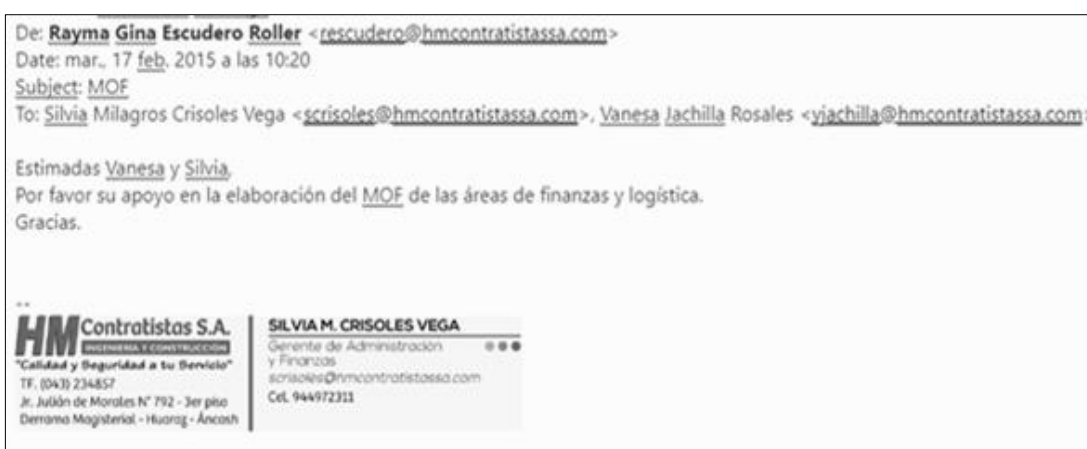 De: Rayma Gina Escudero Roller <rescudero@hmcontratistassa.com>
Date: mar., 17 feb. 2015 a las 10:20
Subject: MOF
To: Silvia Milagros Crisoles Vega <scrisoles@hmcontratistassa.com>, Vanesa Jachilla Rosales <vjachilla@hmcontratistassa.com>
Estimadas Vanesa y Silvia,
Por favor su apoyo en la elaboración del MOF de las áreas de finanzas y logística.
Gracias.
--
HM Contratistas S.A.
INGENIERIA Y CONSTRUCCIÓN
"Calidad y Seguridad a tu Servicio"
TF. (043) 234857
Jr. Julián de Morales N° 792 - 3er piso
Derrama Magisterial - Huaraz - Áncash
SILVIA M. CRISOLES VEGA
Gerente de Administración
y Finanzas
scrisoles@hmcontratistassa.com
Cel. 944972311